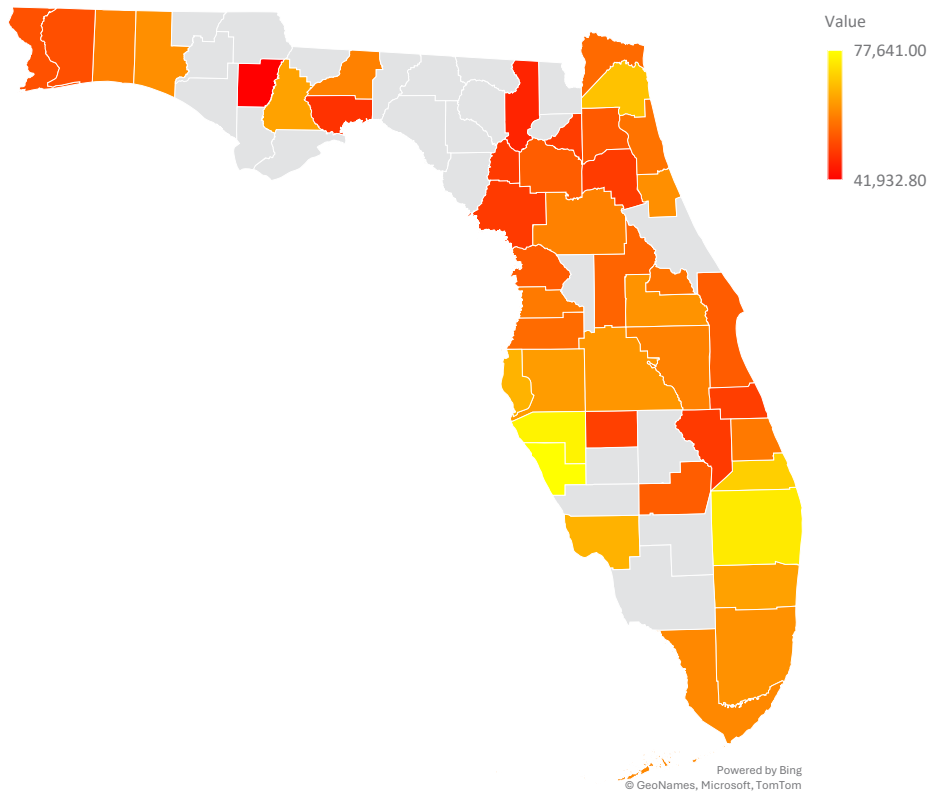 Value
77,641.00
41,932.80
Powered by Bing
© GeoNames, Microsoft, TomTom